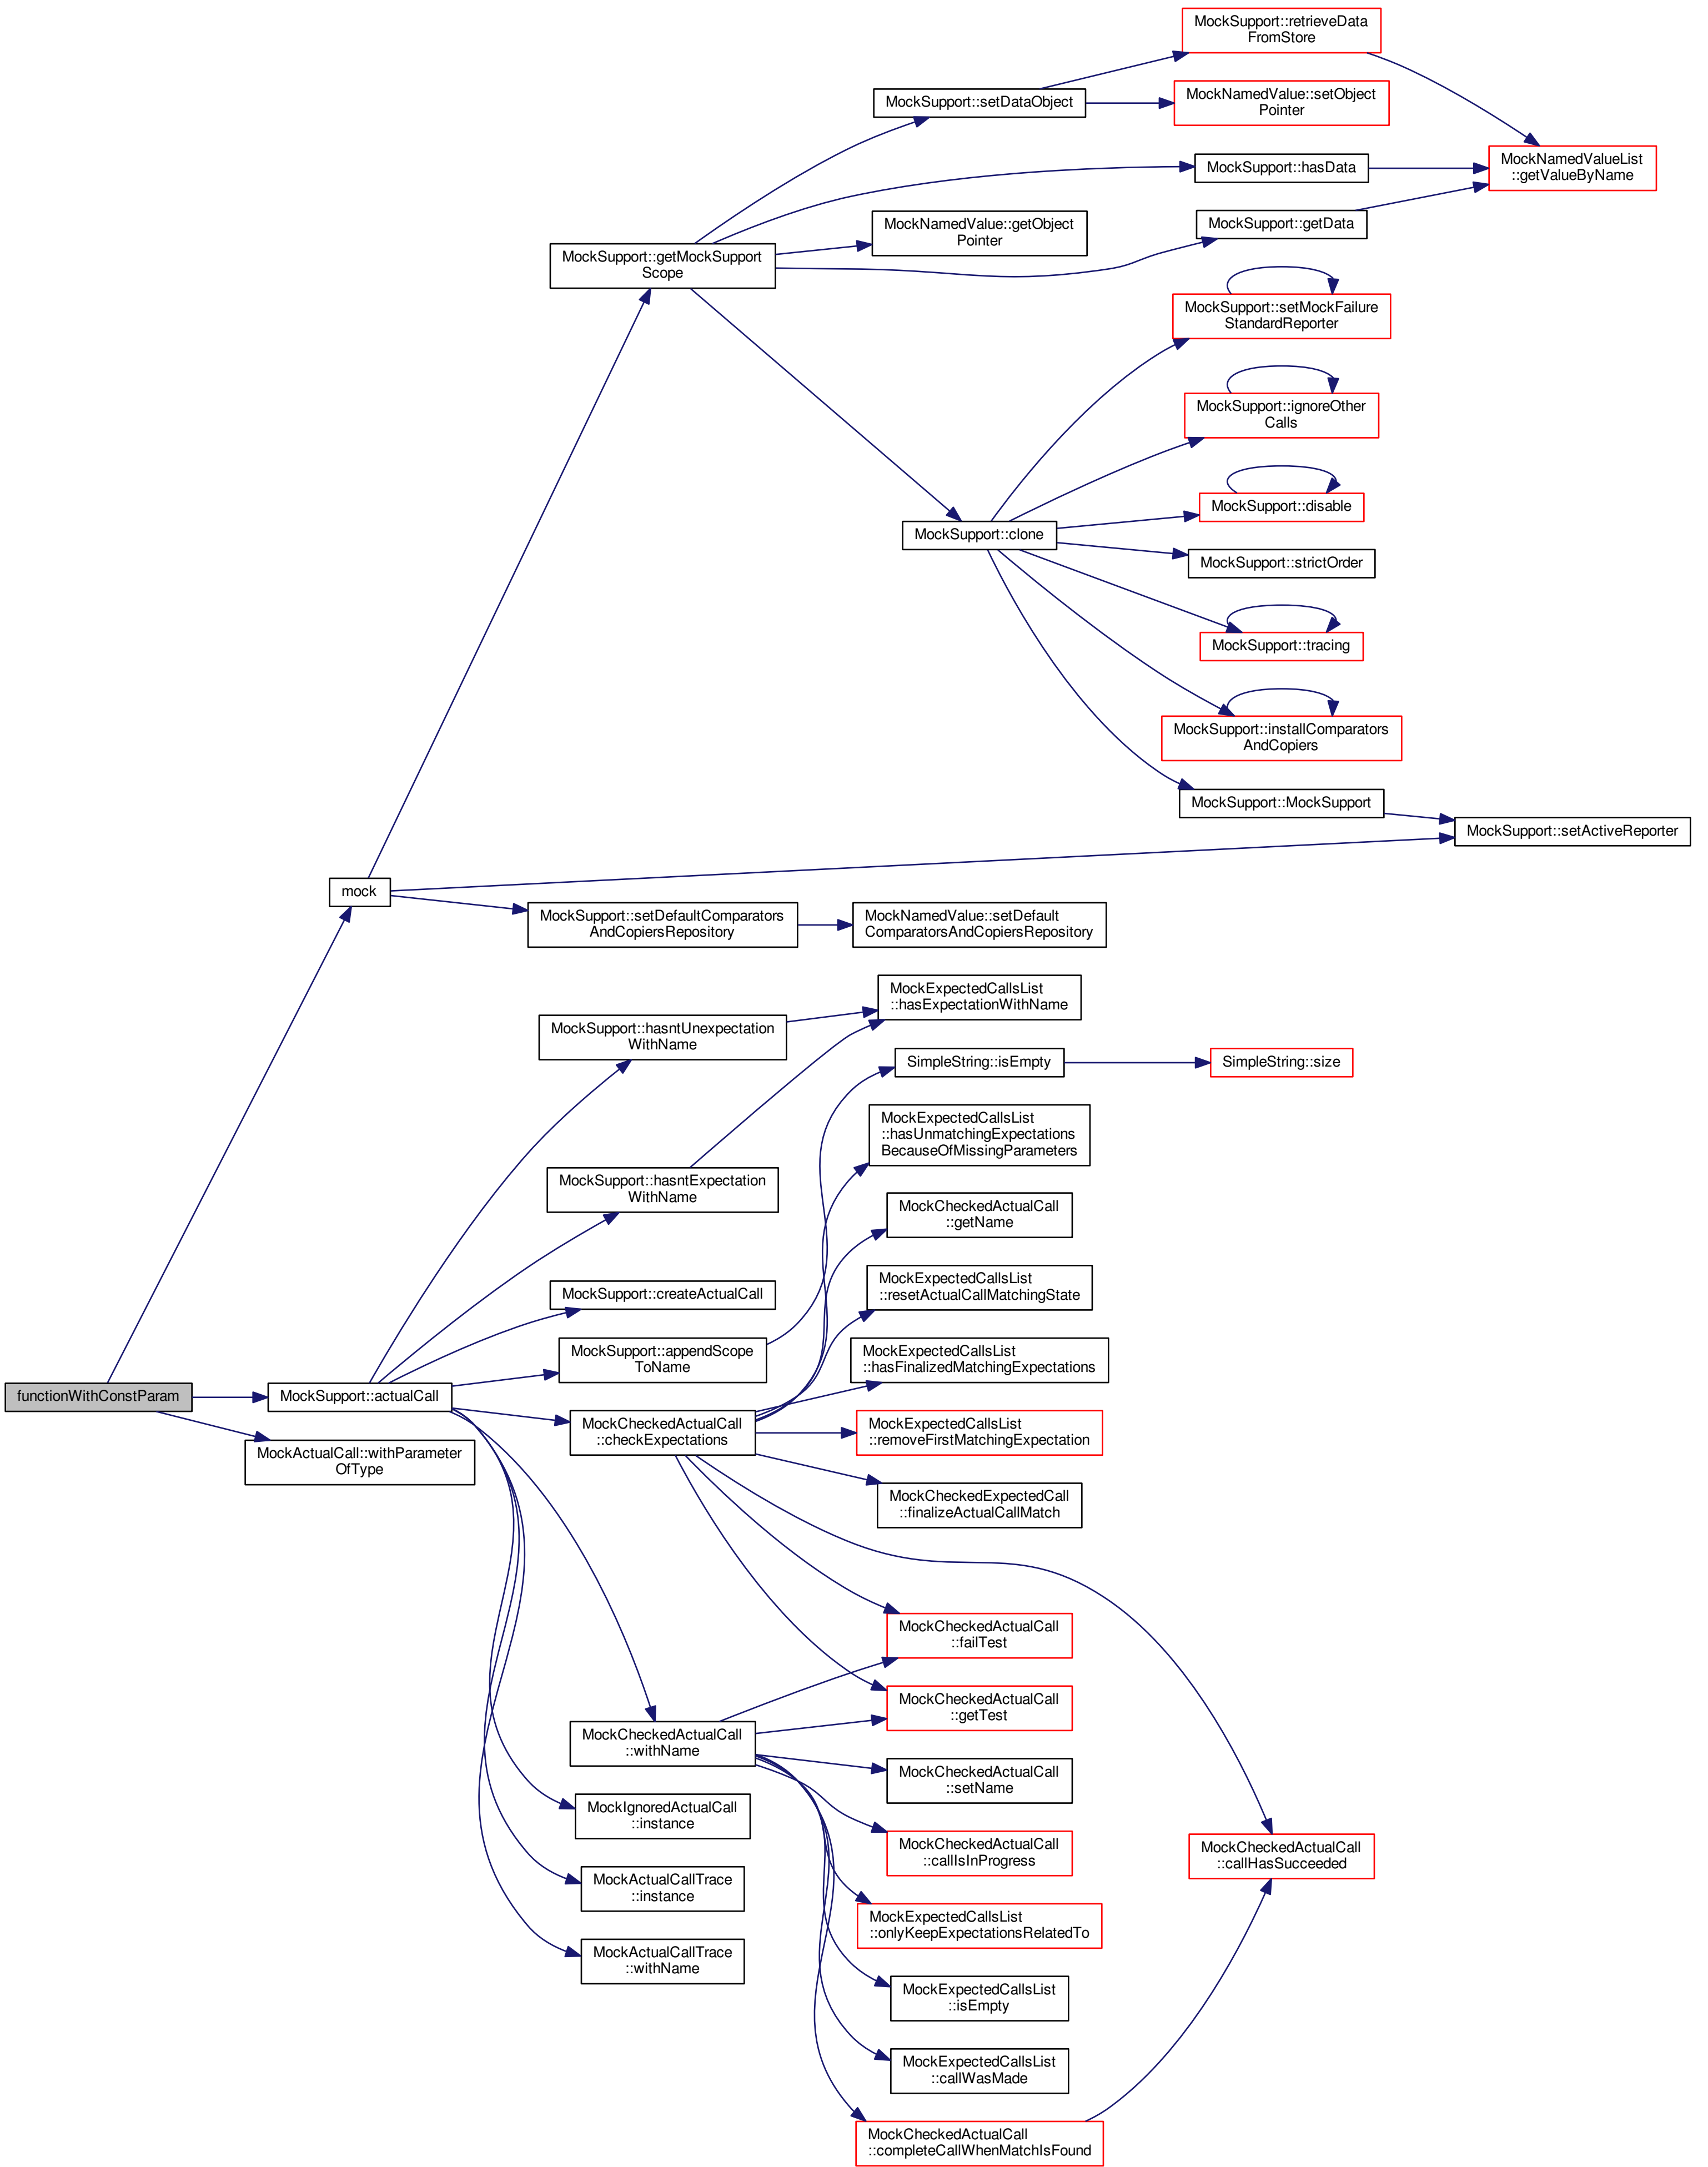 MockSupport::retrieveData
FromStore
MockSupport::setDataObject
MockNamedValue::setObject
Pointer
MockSupport::hasData
MockNamedValueList
::getValueByName
MockSupport::getData
MockNamedValue::getObject
Pointer
MockSupport::getMockSupport
Scope
MockSupport::setMockFailure
StandardReporter
MockSupport::ignoreOther
Calls
MockSupport::disable
MockSupport::clone
MockSupport::strictOrder
MockSupport::tracing
MockSupport::installComparators
AndCopiers
MockSupport::MockSupport
MockSupport::setActiveReporter
mock
MockSupport::setDefaultComparators
AndCopiersRepository
MockNamedValue::setDefault
ComparatorsAndCopiersRepository
MockExpectedCallsList
::hasExpectationWithName
MockSupport::hasntUnexpectation
WithName
SimpleString::isEmpty
SimpleString::size
MockExpectedCallsList
::hasUnmatchingExpectations
BecauseOfMissingParameters
MockSupport::hasntExpectation
WithName
MockCheckedActualCall
::getName
MockSupport::createActualCall
MockExpectedCallsList
::resetActualCallMatchingState
MockSupport::appendScope
ToName
MockExpectedCallsList
::hasFinalizedMatchingExpectations
functionWithConstParam
MockSupport::actualCall
MockCheckedActualCall
::checkExpectations
MockExpectedCallsList
::removeFirstMatchingExpectation
MockActualCall::withParameter
OfType
MockCheckedExpectedCall
::finalizeActualCallMatch
MockCheckedActualCall
::failTest
MockCheckedActualCall
::getTest
MockCheckedActualCall
::withName
MockCheckedActualCall
::setName
MockIgnoredActualCall
::instance
MockCheckedActualCall
::callIsInProgress
MockCheckedActualCall
::callHasSucceeded
MockActualCallTrace
::instance
MockExpectedCallsList
::onlyKeepExpectationsRelatedTo
MockActualCallTrace
::withName
MockExpectedCallsList
::isEmpty
MockExpectedCallsList
::callWasMade
MockCheckedActualCall
::completeCallWhenMatchIsFound